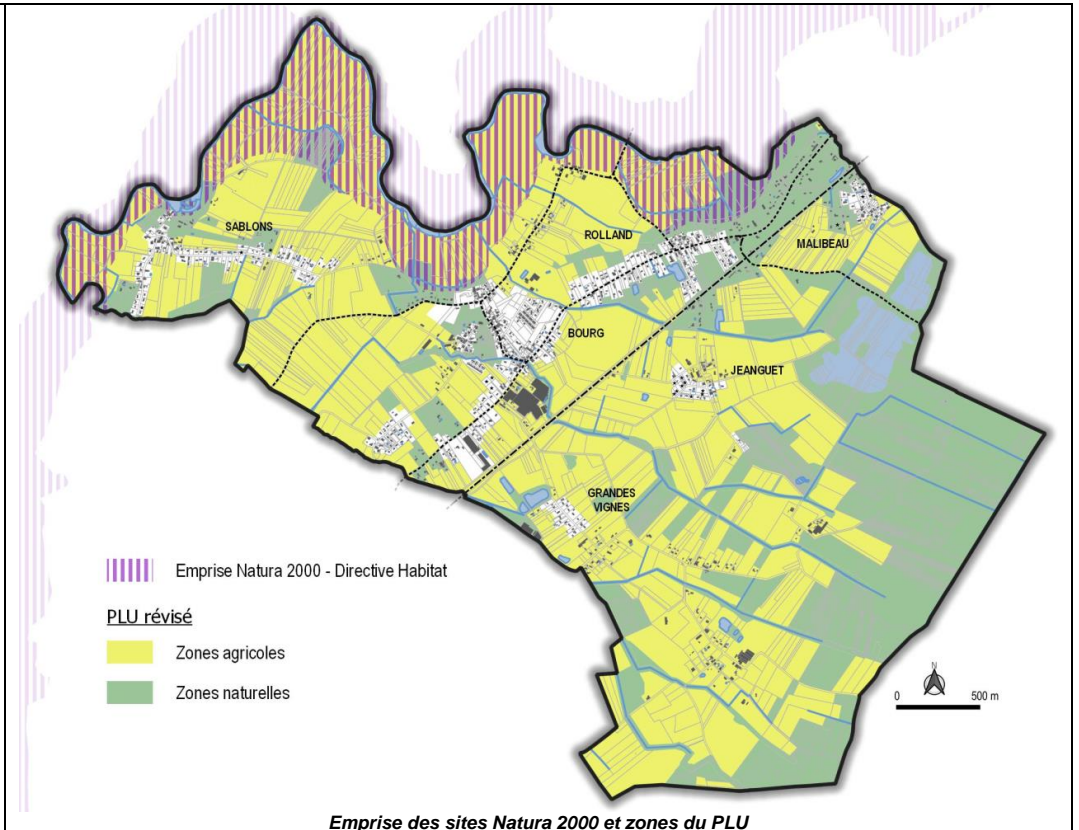 SABLONS
ROLLAND
MALIBEAU
BOURG
JEANGUET
GRANDES
VIGNES
Emprise Natura 2000 - Directive Habitat
PLU révisé
Zones agricoles
Zones naturelles
N
0 500 m
Emprise des sites Natura 2000 et zones du PLU